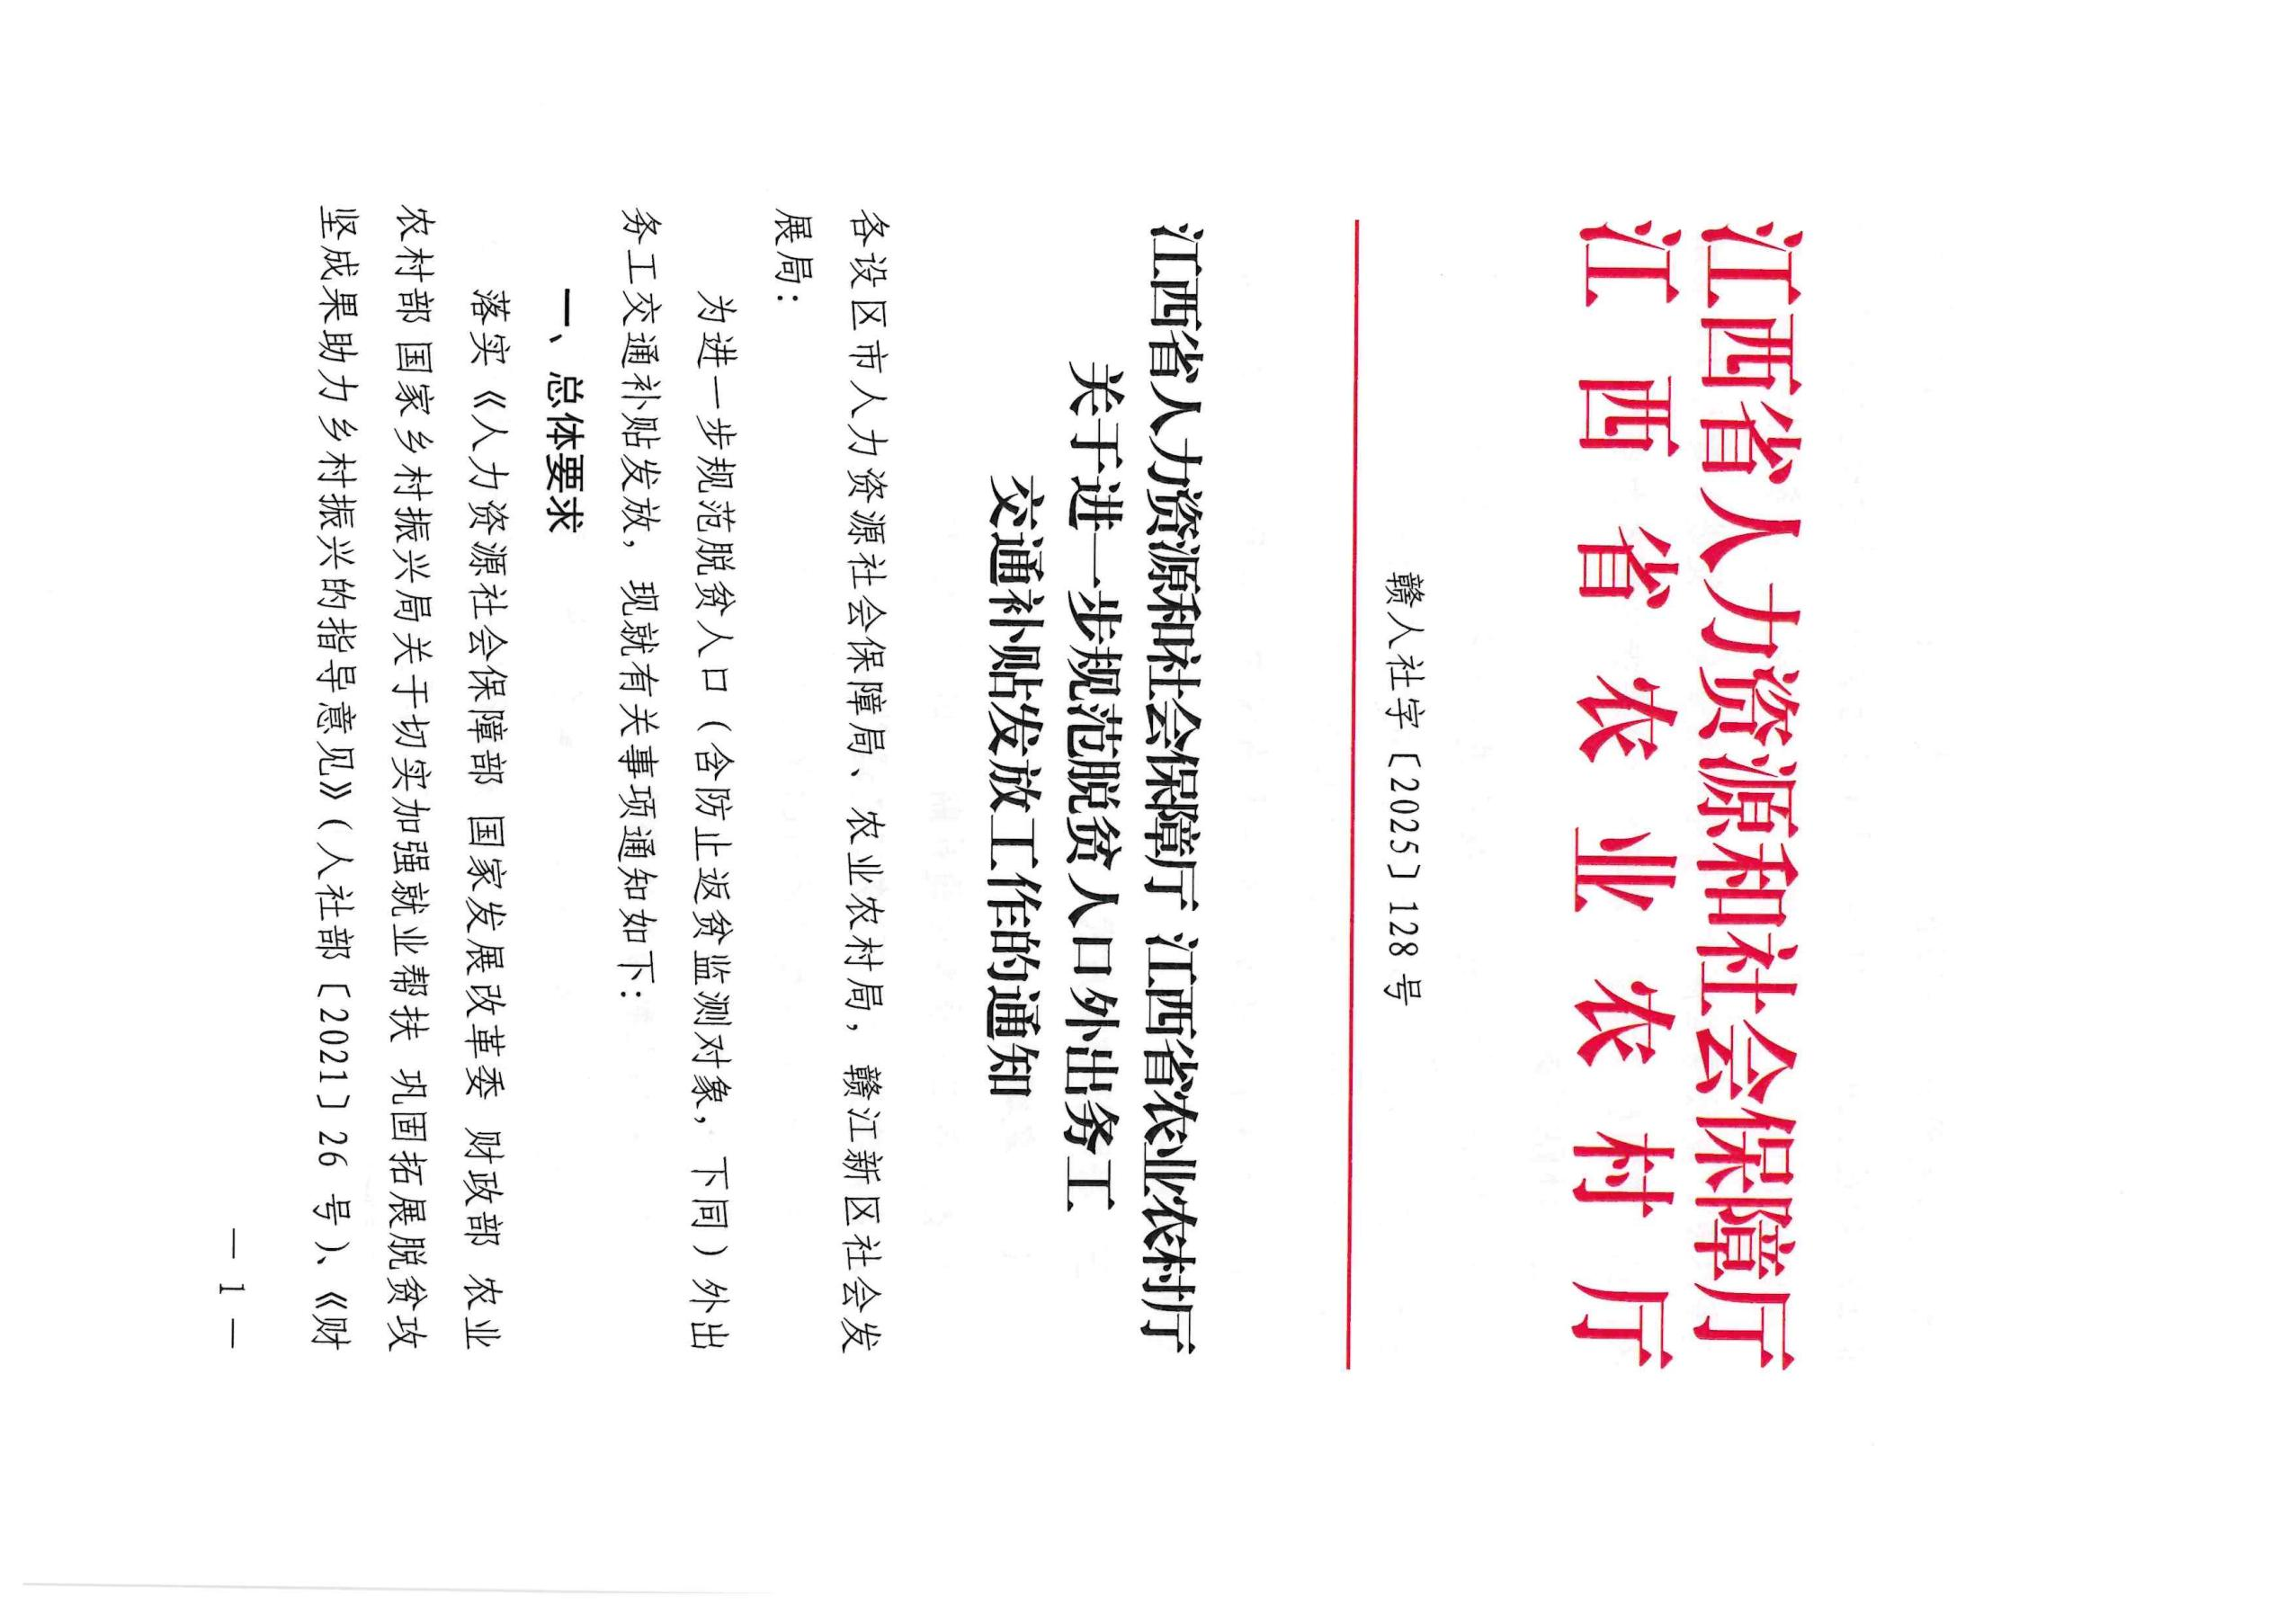 江西省人力资源和社会保障厅
江西省农业农村厅
赣人社字〔2025〕128号
江西省人力资源和社会保障厅 江西省农业农村厅
关于进一步规范脱贫人口外出务工
交通补贴发放工作的通知
各设区市人力资源社会保障局、农业农村局，赣江新区社会发
展局：
为进一步规范脱贫人口（含防止返贫监测对象，下同）外出
务工交通补贴发放，现就有关事项通知如下：
一、总体要求
落实《人力资源社会保障部 国家发展改革委 财政部 农业
农村部 国家乡村振兴局关于切实加强就业帮扶 巩固拓展脱贫攻
坚成果助力乡村振兴的指导意见》（人社部〔2021〕26号）、《财
— 1 —